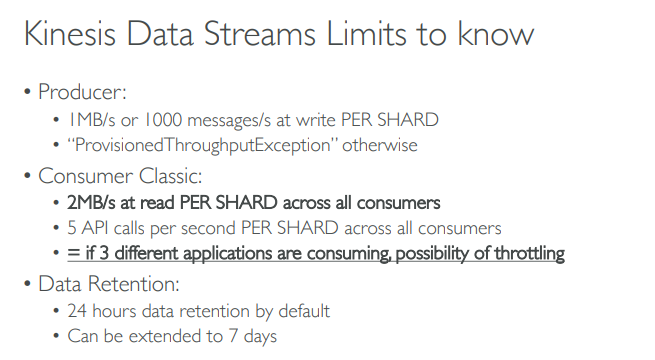 Kinesis Data Streams Limits to know
• Producer:
• 1MB/s or 1000 messages/s at write PER SHARD
• “ProvisionedThroughputException” otherwise
• Consumer Classic:
• 2MB/s at read PER SHARD across all consumers
• 5 API calls per second PER SHARD across all consumers
• = if 3 different applications are consuming, possibility of throttling
• Data Retention:
• 24 hours data retention by default
• Can be extended to 7 days